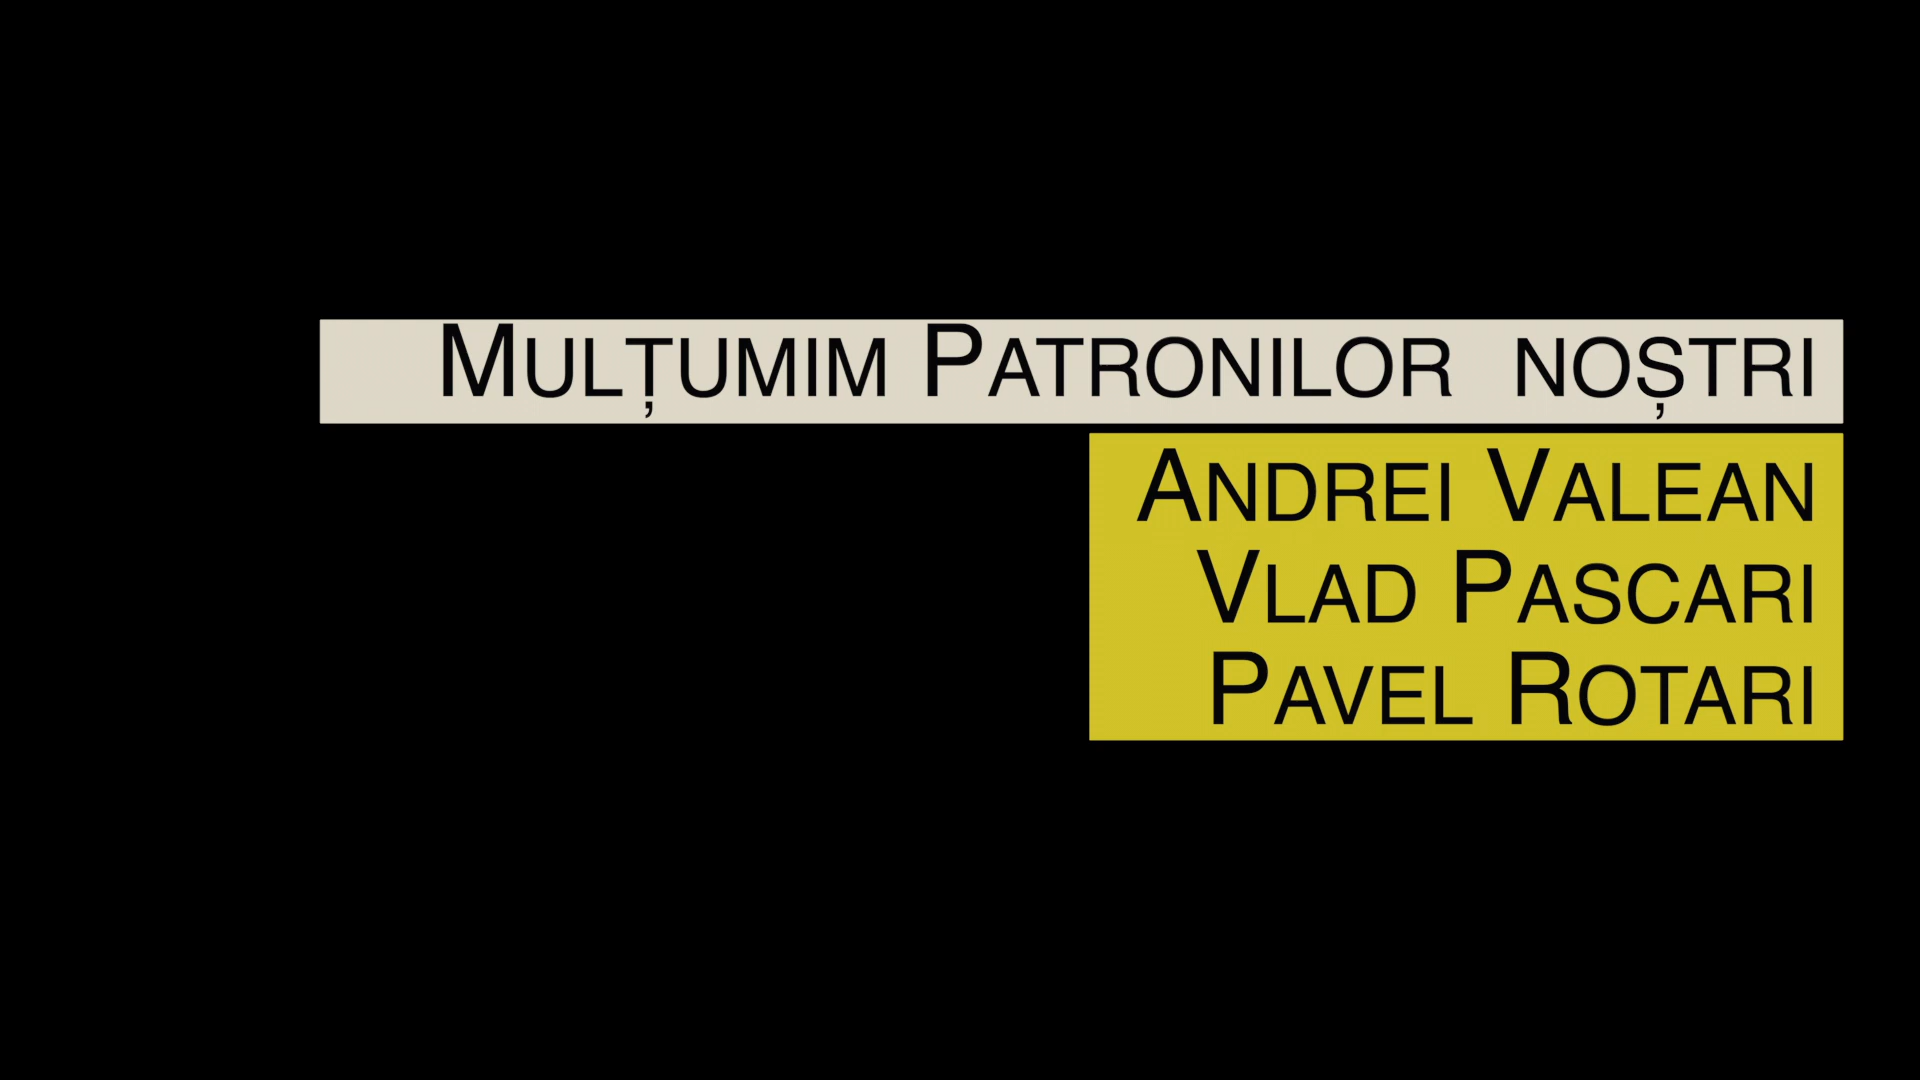 Mulțumim Patronilor  noștri
Andrei Valean
Vlad Pascari
Pavel Rotari